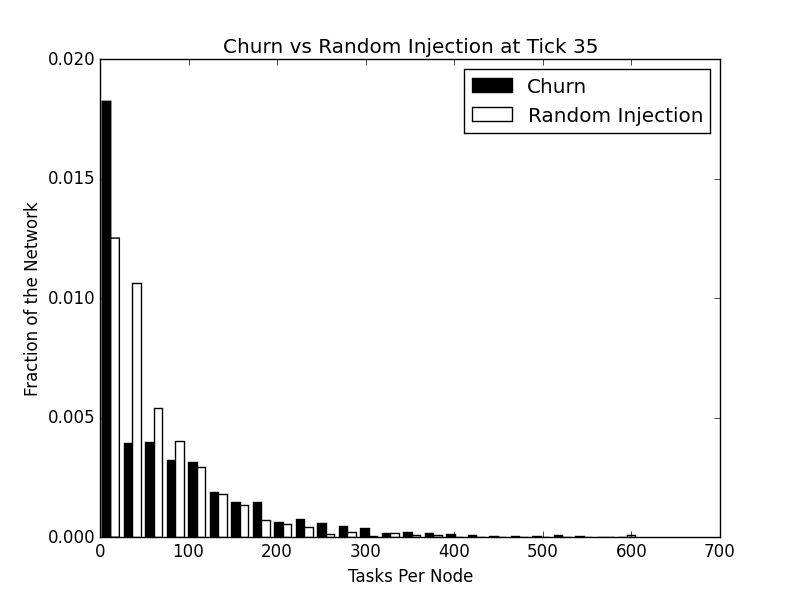 Churn vs Random Injection at Tick 35
Churn
Random Injection
0.020
0.015
0.010
0.005
0.000
Fraction of the Network
0 100 200 300 400 500 600 700
Tasks Per Node